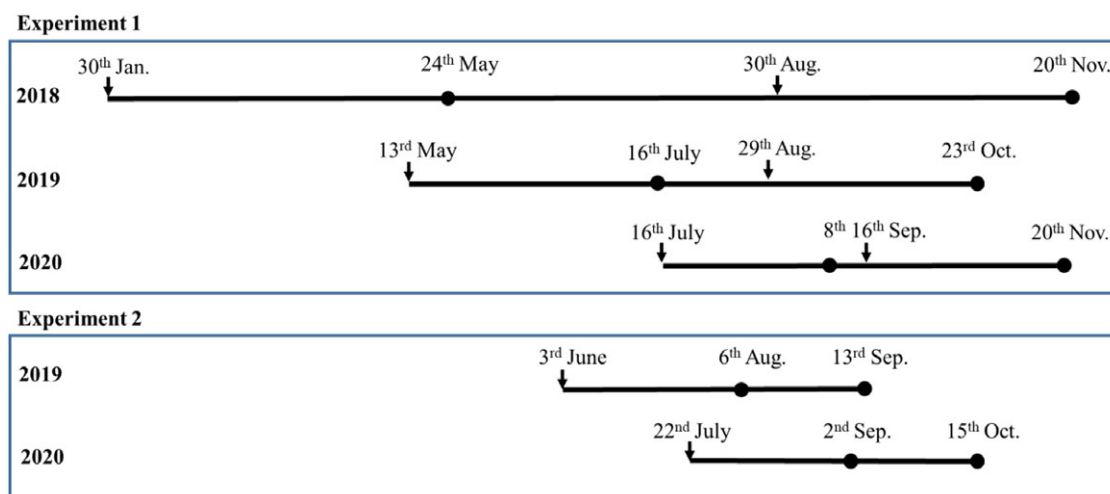 Experiment 1
30th Jan. 24th May 30th Aug. 20th Nov.
2018
13rd May 16th July 29th Aug. 23rd Oct.
2019
16th July 8th 16th Sep. 20th Nov.
2020
Experiment 2
3rd June 6th Aug. 13rd Sep.
2019
22nd July 2nd Sep. 15th Oct.
2020